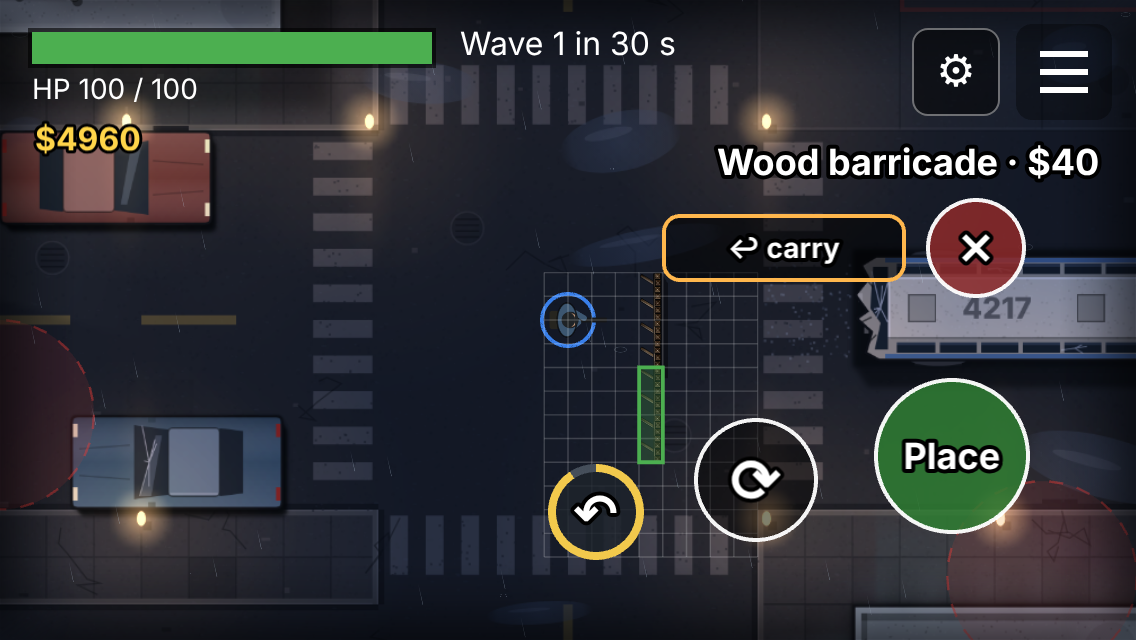 Wave 1 in 30 s
HP 100 / 100
$4960
Wood barricade · $40
↩ carry
4217
Place